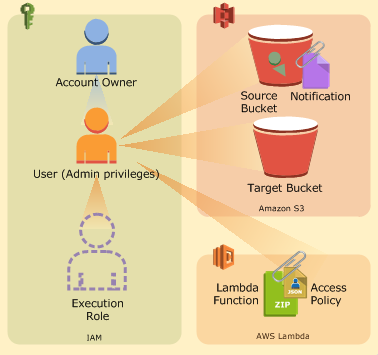 Account Owner
User (Admin privileges)
Execution
Role
IAM
Source
Bucket
Notification
Target Bucket
Amazon S3
Lambda
Function
ZIP
JSON
Access
Policy
AWS Lambda